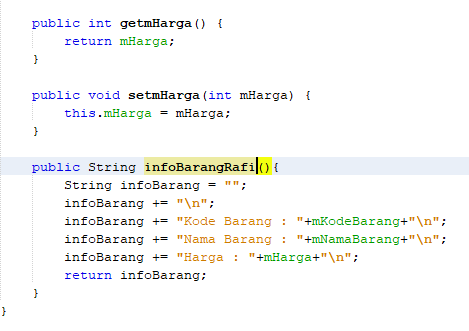 public int getmHarga() {
return mHarga;
}
public void setmHarga(int mHarga) {
this.mHarga = mHarga;
}
public String infoBarangRafi(){
String infoBarang = "";
infoBarang += "\n";
infoBarang += "Kode Barang : "+mKodeBarang+"\n";
infoBarang += "Nama Barang : "+mNamaBarang+"\n";
infoBarang += "Harga : "+mHarga+"\n";
return infoBarang;
}
}